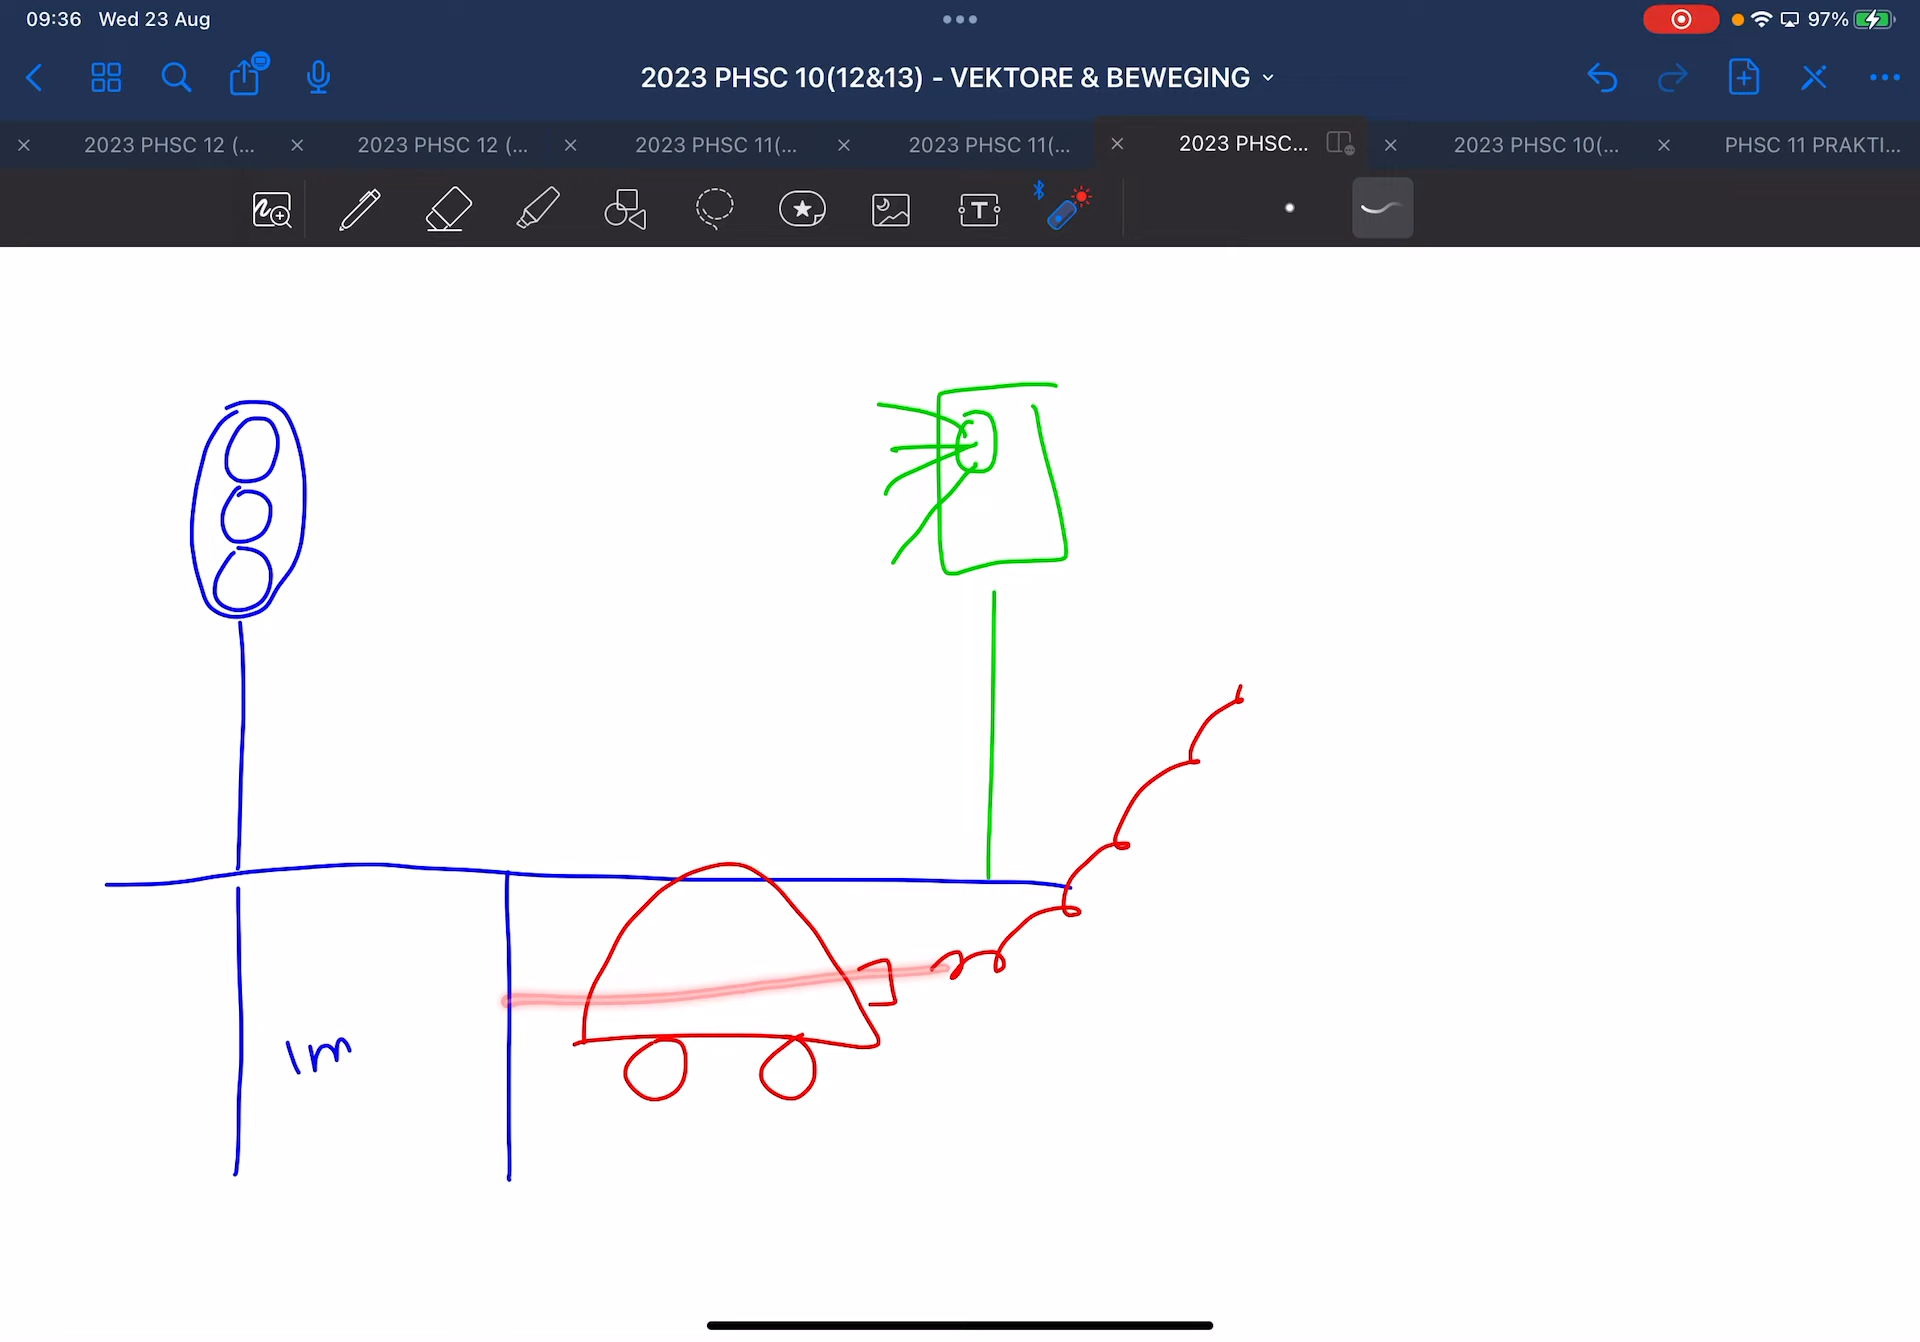 09:36 Wed 23 Aug
97%
2023 PHSC 10(12&13) - VEKTORE & BEWEGING
2023 PHSC 12 (...
2023 PHSC 12 (...
2023 PHSC 11(...
2023 PHSC 11(...
2023 PHSC...
2023 PHSC 10(...
PHSC 11 PRAKTI...
T
1m